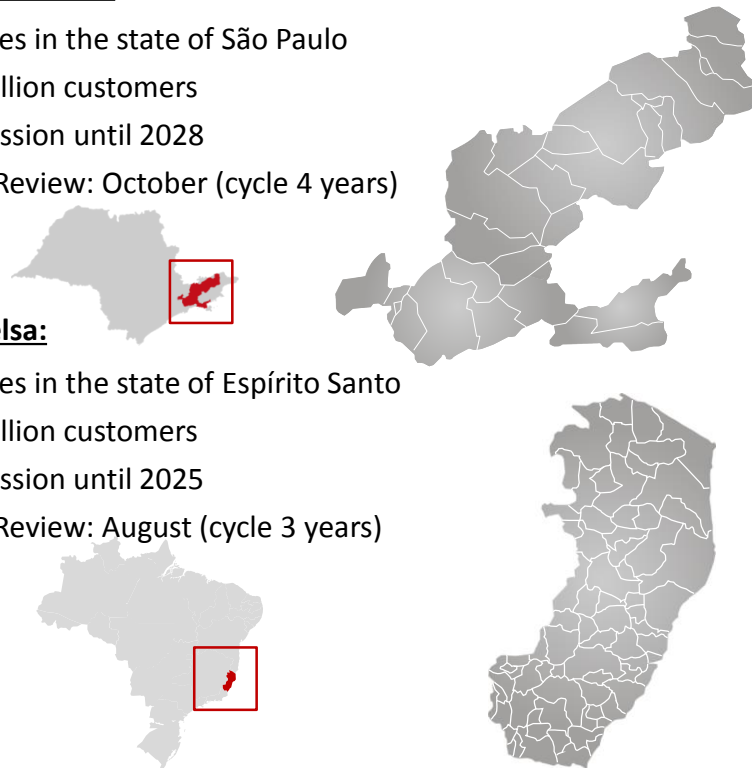 es in the state of São Paulo
llion customers
ssion until 2028
Review: October (cycle 4 years)
elsa:
es in the state of Espírito Santo
llion customers
ssion until 2025
Review: August (cycle 3 years)